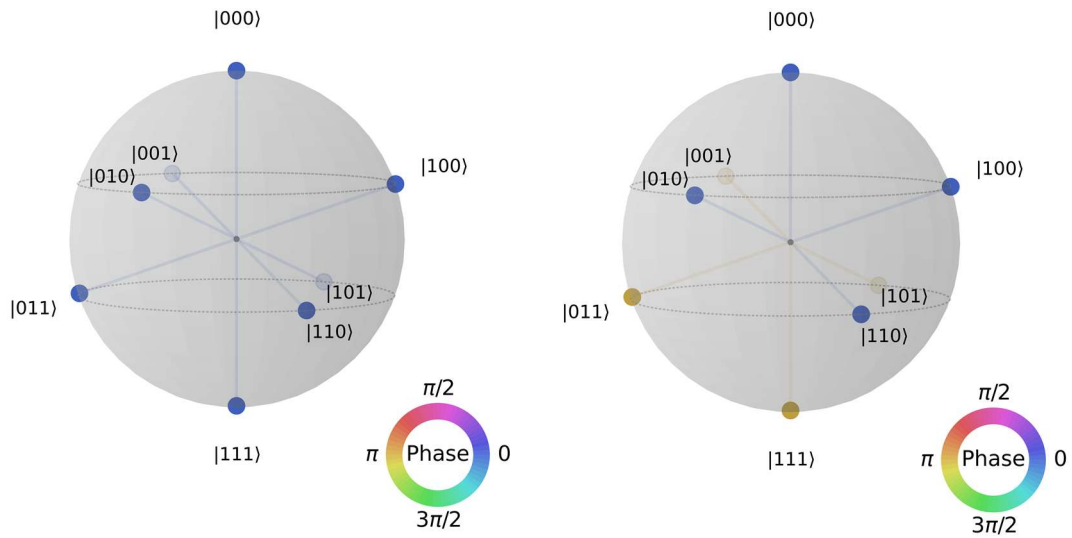 |000⟩
|001⟩
|010⟩
|100⟩
|011⟩
|101⟩
|110⟩
|111⟩
π/2
π
Phase
0
3π/2
|000⟩
|001⟩
|010⟩
|100⟩
|011⟩
|101⟩
|110⟩
|111⟩
π/2
π
Phase
0
3π/2